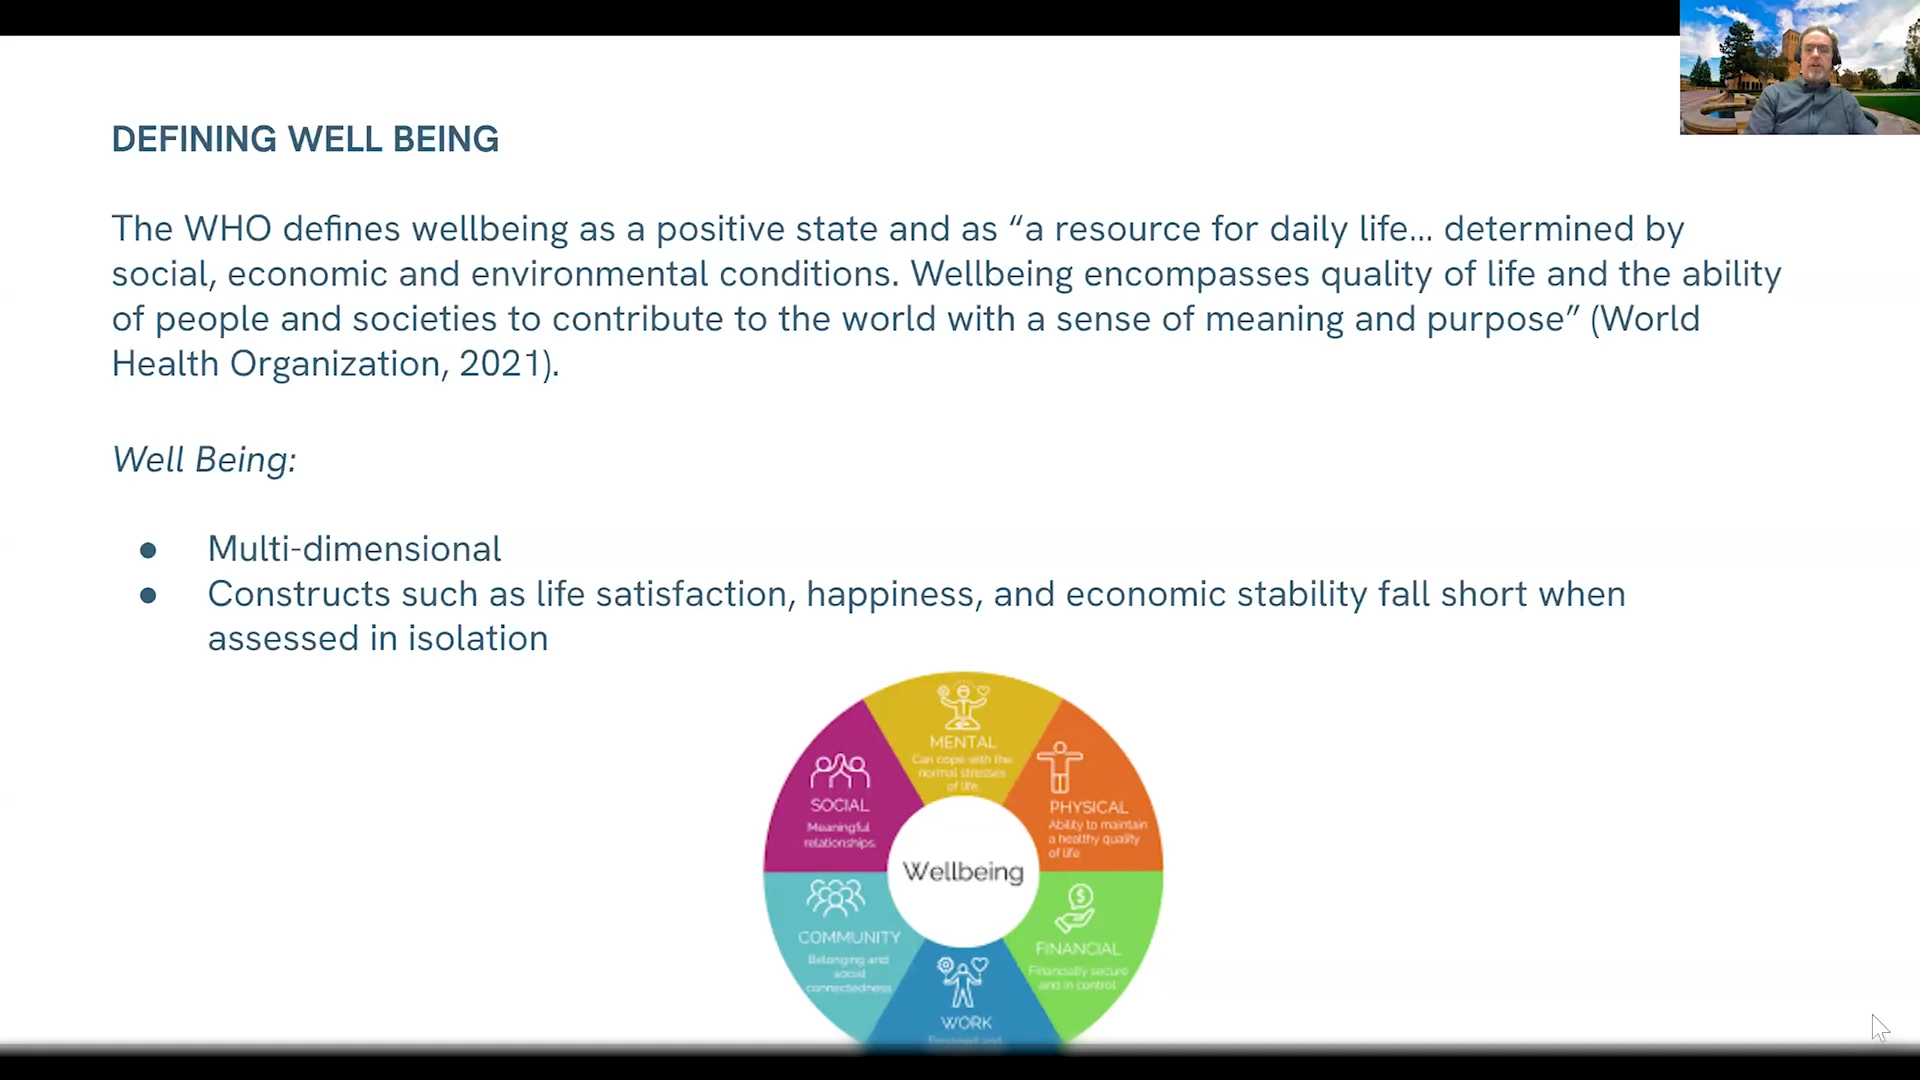 DEFINING WELL BEING
The WHO defines wellbeing as a positive state and as “a resource for daily life... determined by
social, economic and environmental conditions. Wellbeing encompasses quality of life and the ability
of people and societies to contribute to the world with a sense of meaning and purpose” (World
Health Organization, 2021).
Well Being:
● Multi-dimensional
● Constructs such as life satisfaction, happiness, and economic stability fall short when
assessed in isolation
MENTAL
Can cope with the
normal stresses
of life
PHYSICAL
Ability to maintain
a healthy quality
of life
SOCIAL
Meaningful
relationships
Wellbeing
COMMUNITY
Belonging and
social
connectedness
FINANCIAL
Financially secure
and in control
WORK
Engaged and